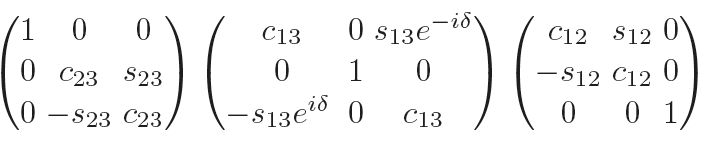 ( 1 0 0 ) ( c₁₃ 0 s₁₃e^{−iδ} ) ( c₁₂ s₁₂ 0 )
( 0 c₂₃ s₂₃ ) ( 0 1 0 ) ( −s₁₂ c₁₂ 0 )
( 0 −s₂₃ c₂₃ ) ( −s₁₃e^{iδ} 0 c₁₃ ) ( 0 0 1 )